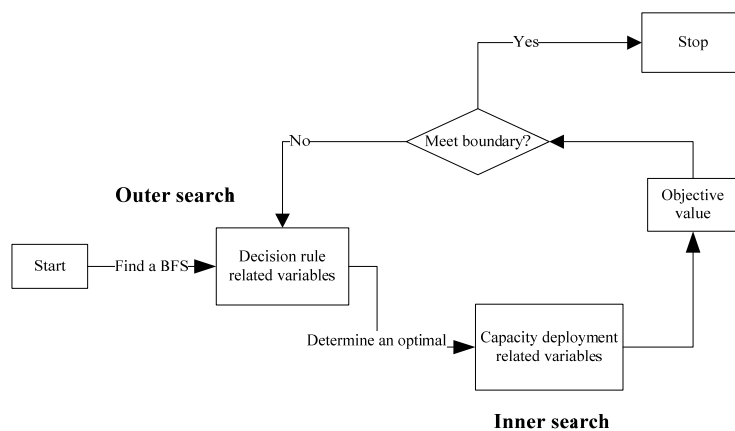 Yes
Stop
No
Meet boundary?
Outer search
Objective
value
Start
Find a BFS
Decision rule
related variables
Determine an optimal
Capacity deployment
related variables
Inner search